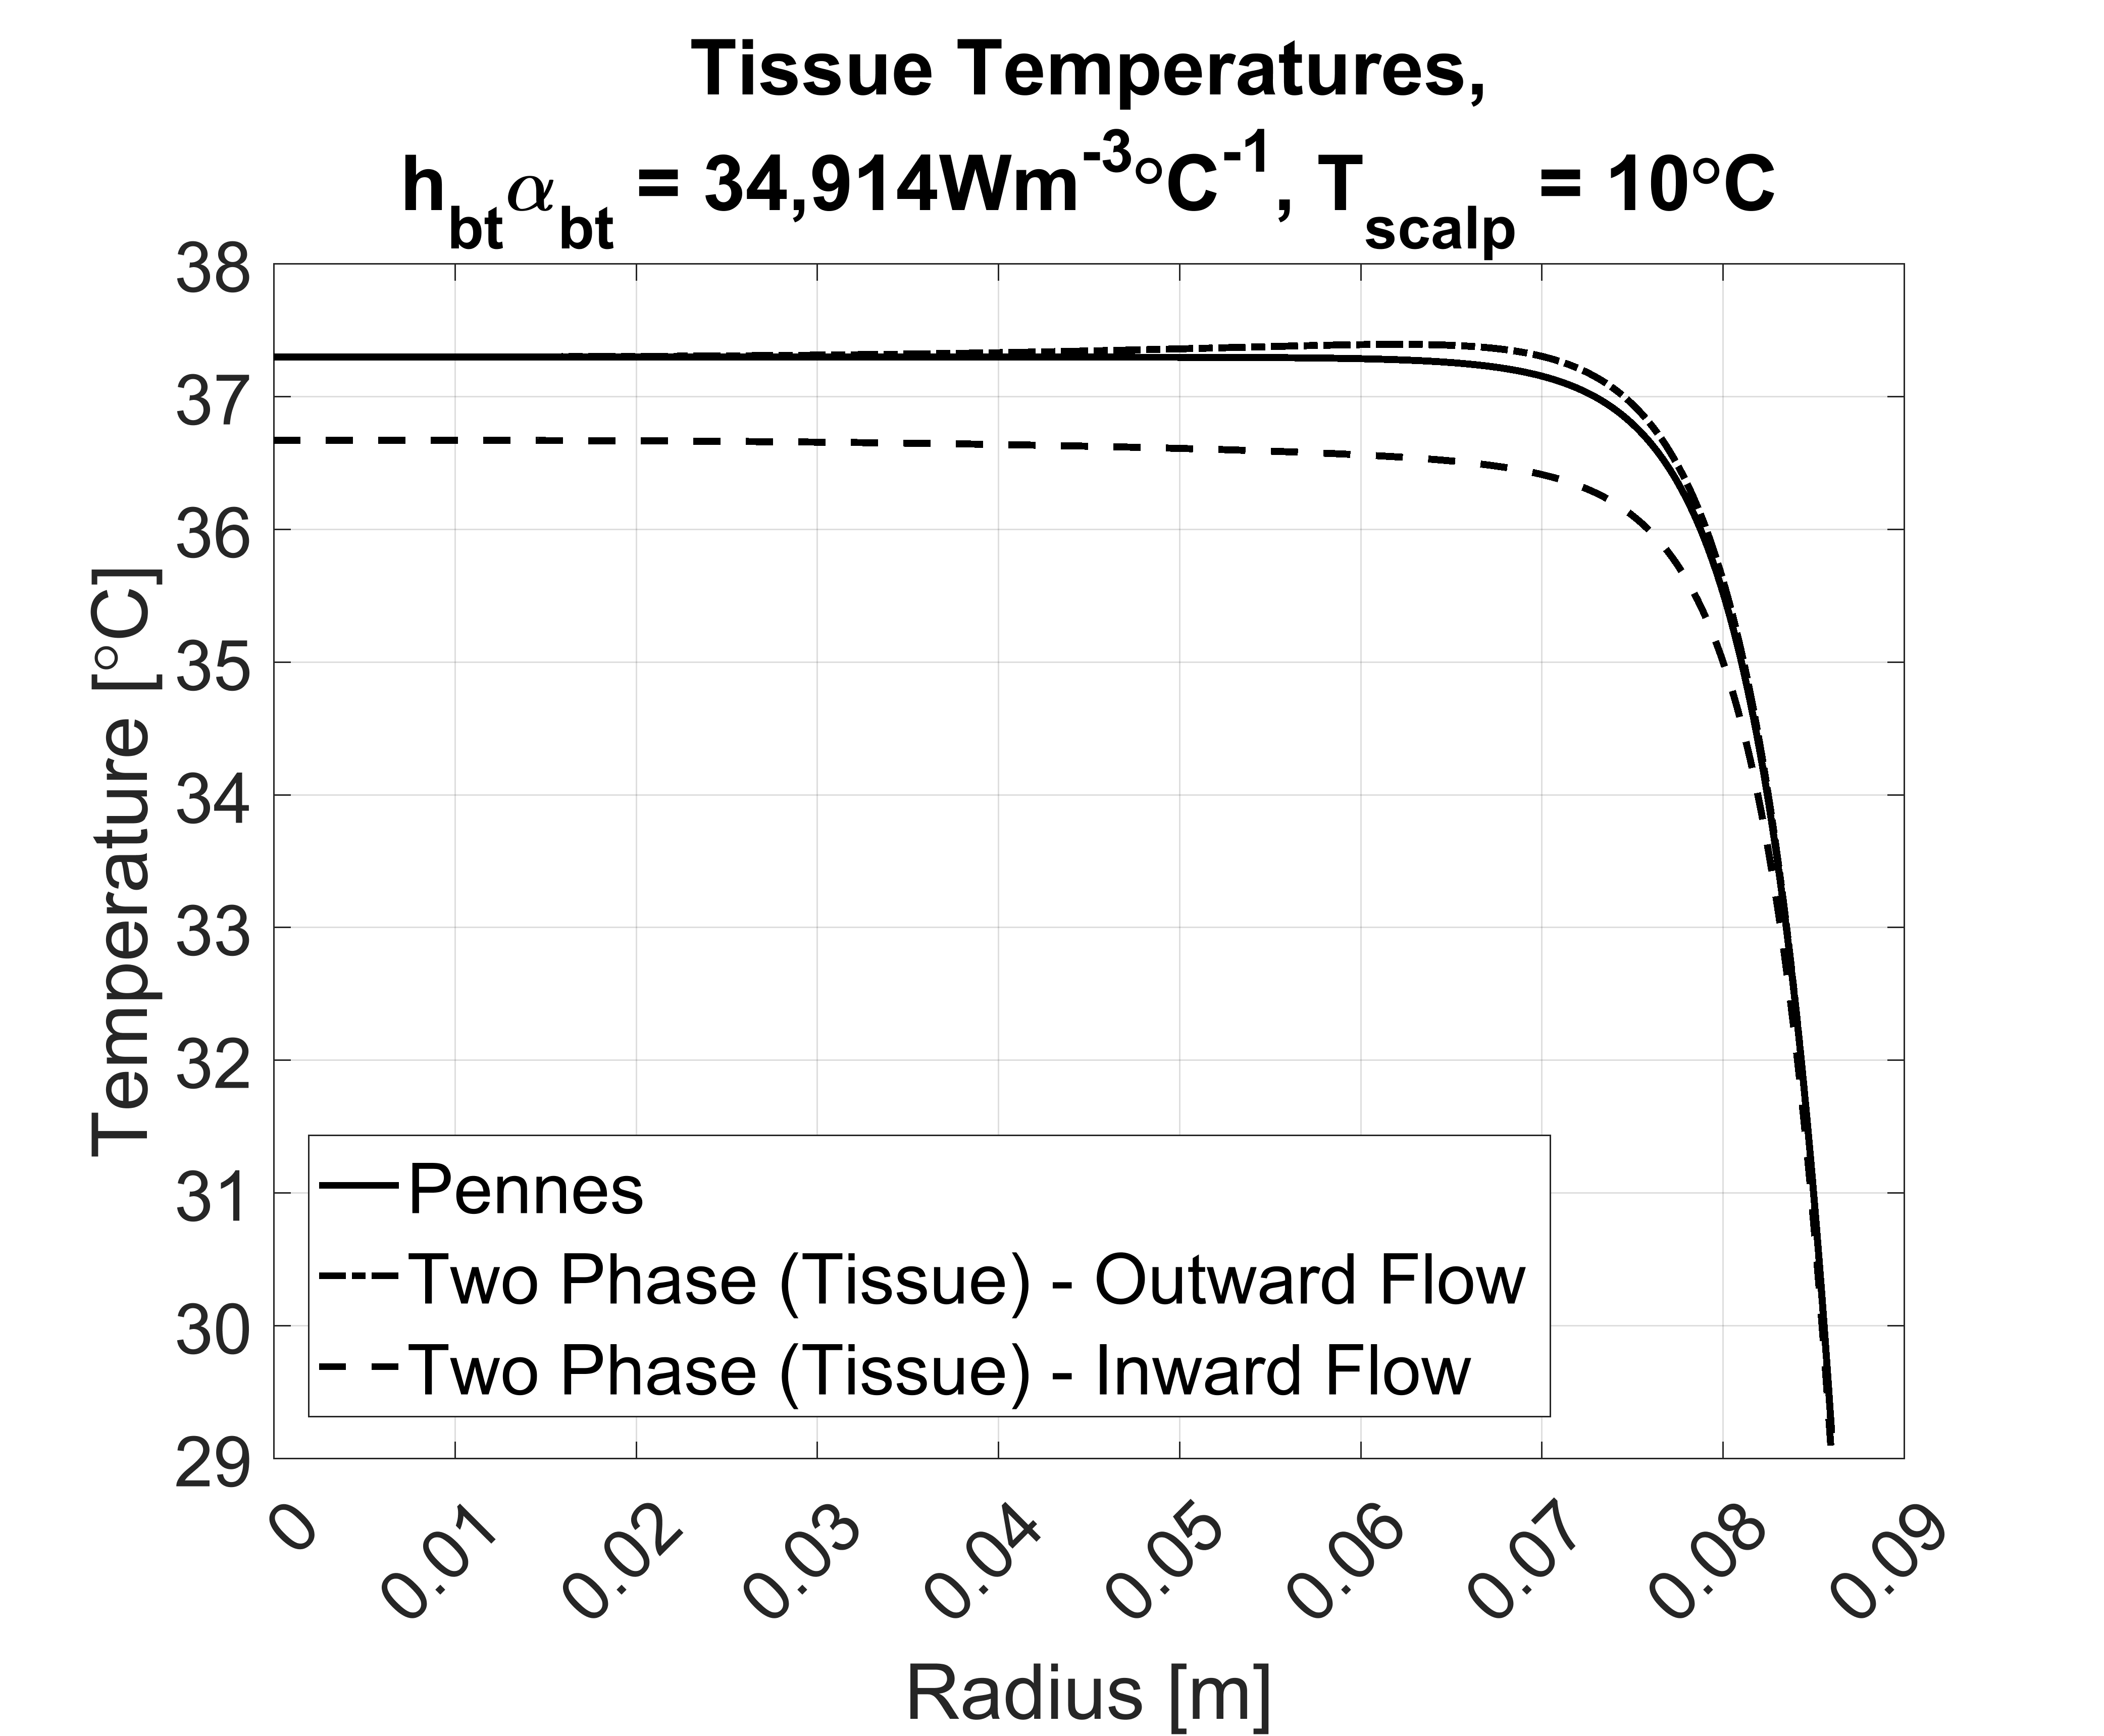 Tissue Temperatures,
h_bt α_bt = 34,914Wm^-3°C^-1, T_scalp = 10°C
38
37
36
35
34
33
32
31
30
29
Temperature [°C]
Pennes
Two Phase (Tissue) - Outward Flow
Two Phase (Tissue) - Inward Flow
0
0.01
0.02
0.03
0.04
0.05
0.06
0.07
0.08
0.09
Radius [m]